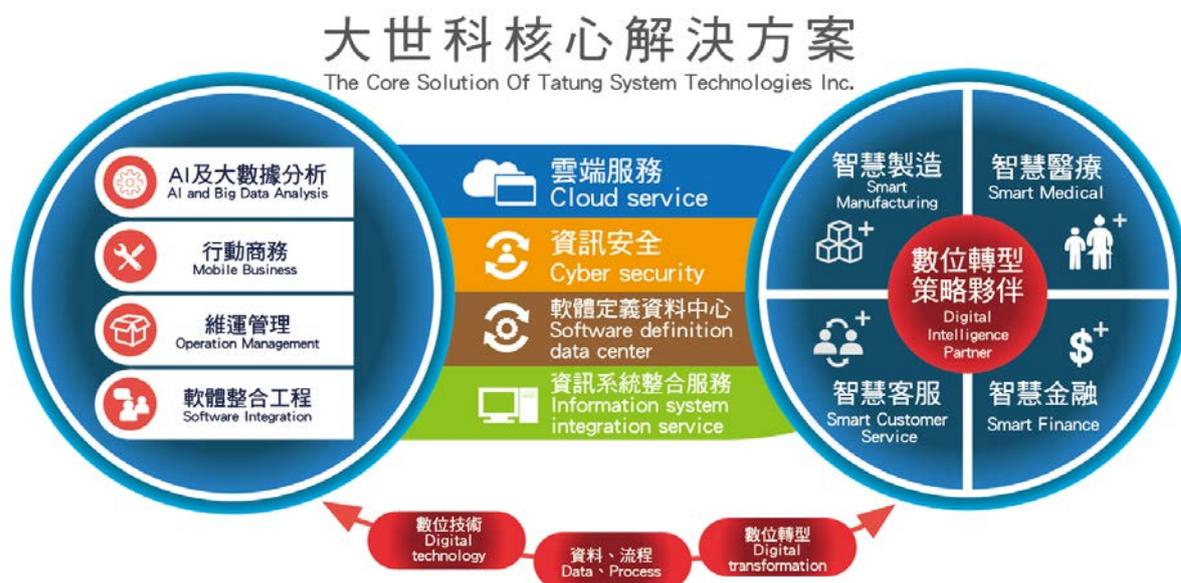 大世科核心解決方案
The Core Solution Of Tatung System Technologies Inc.
AI及大數據分析
AI and Big Data Analysis
行動商務
Mobile Business
維運管理
Operation Management
軟體整合工程
Software Integration
雲端服務
Cloud service
資訊安全
Cyber security
軟體定義資料中心
Software definition
data center
資訊系統整合服務
Information system
integration service
智慧製造
Smart
Manufacturing
智慧醫療
Smart Medical
數位轉型
策略夥伴
Digital
Intelligence
Partner
智慧客服
Smart Customer
Service
$
智慧金融
Smart Finance
數位技術
Digital
technology
資料、流程
Data、Process
數位轉型
Digital
transformation